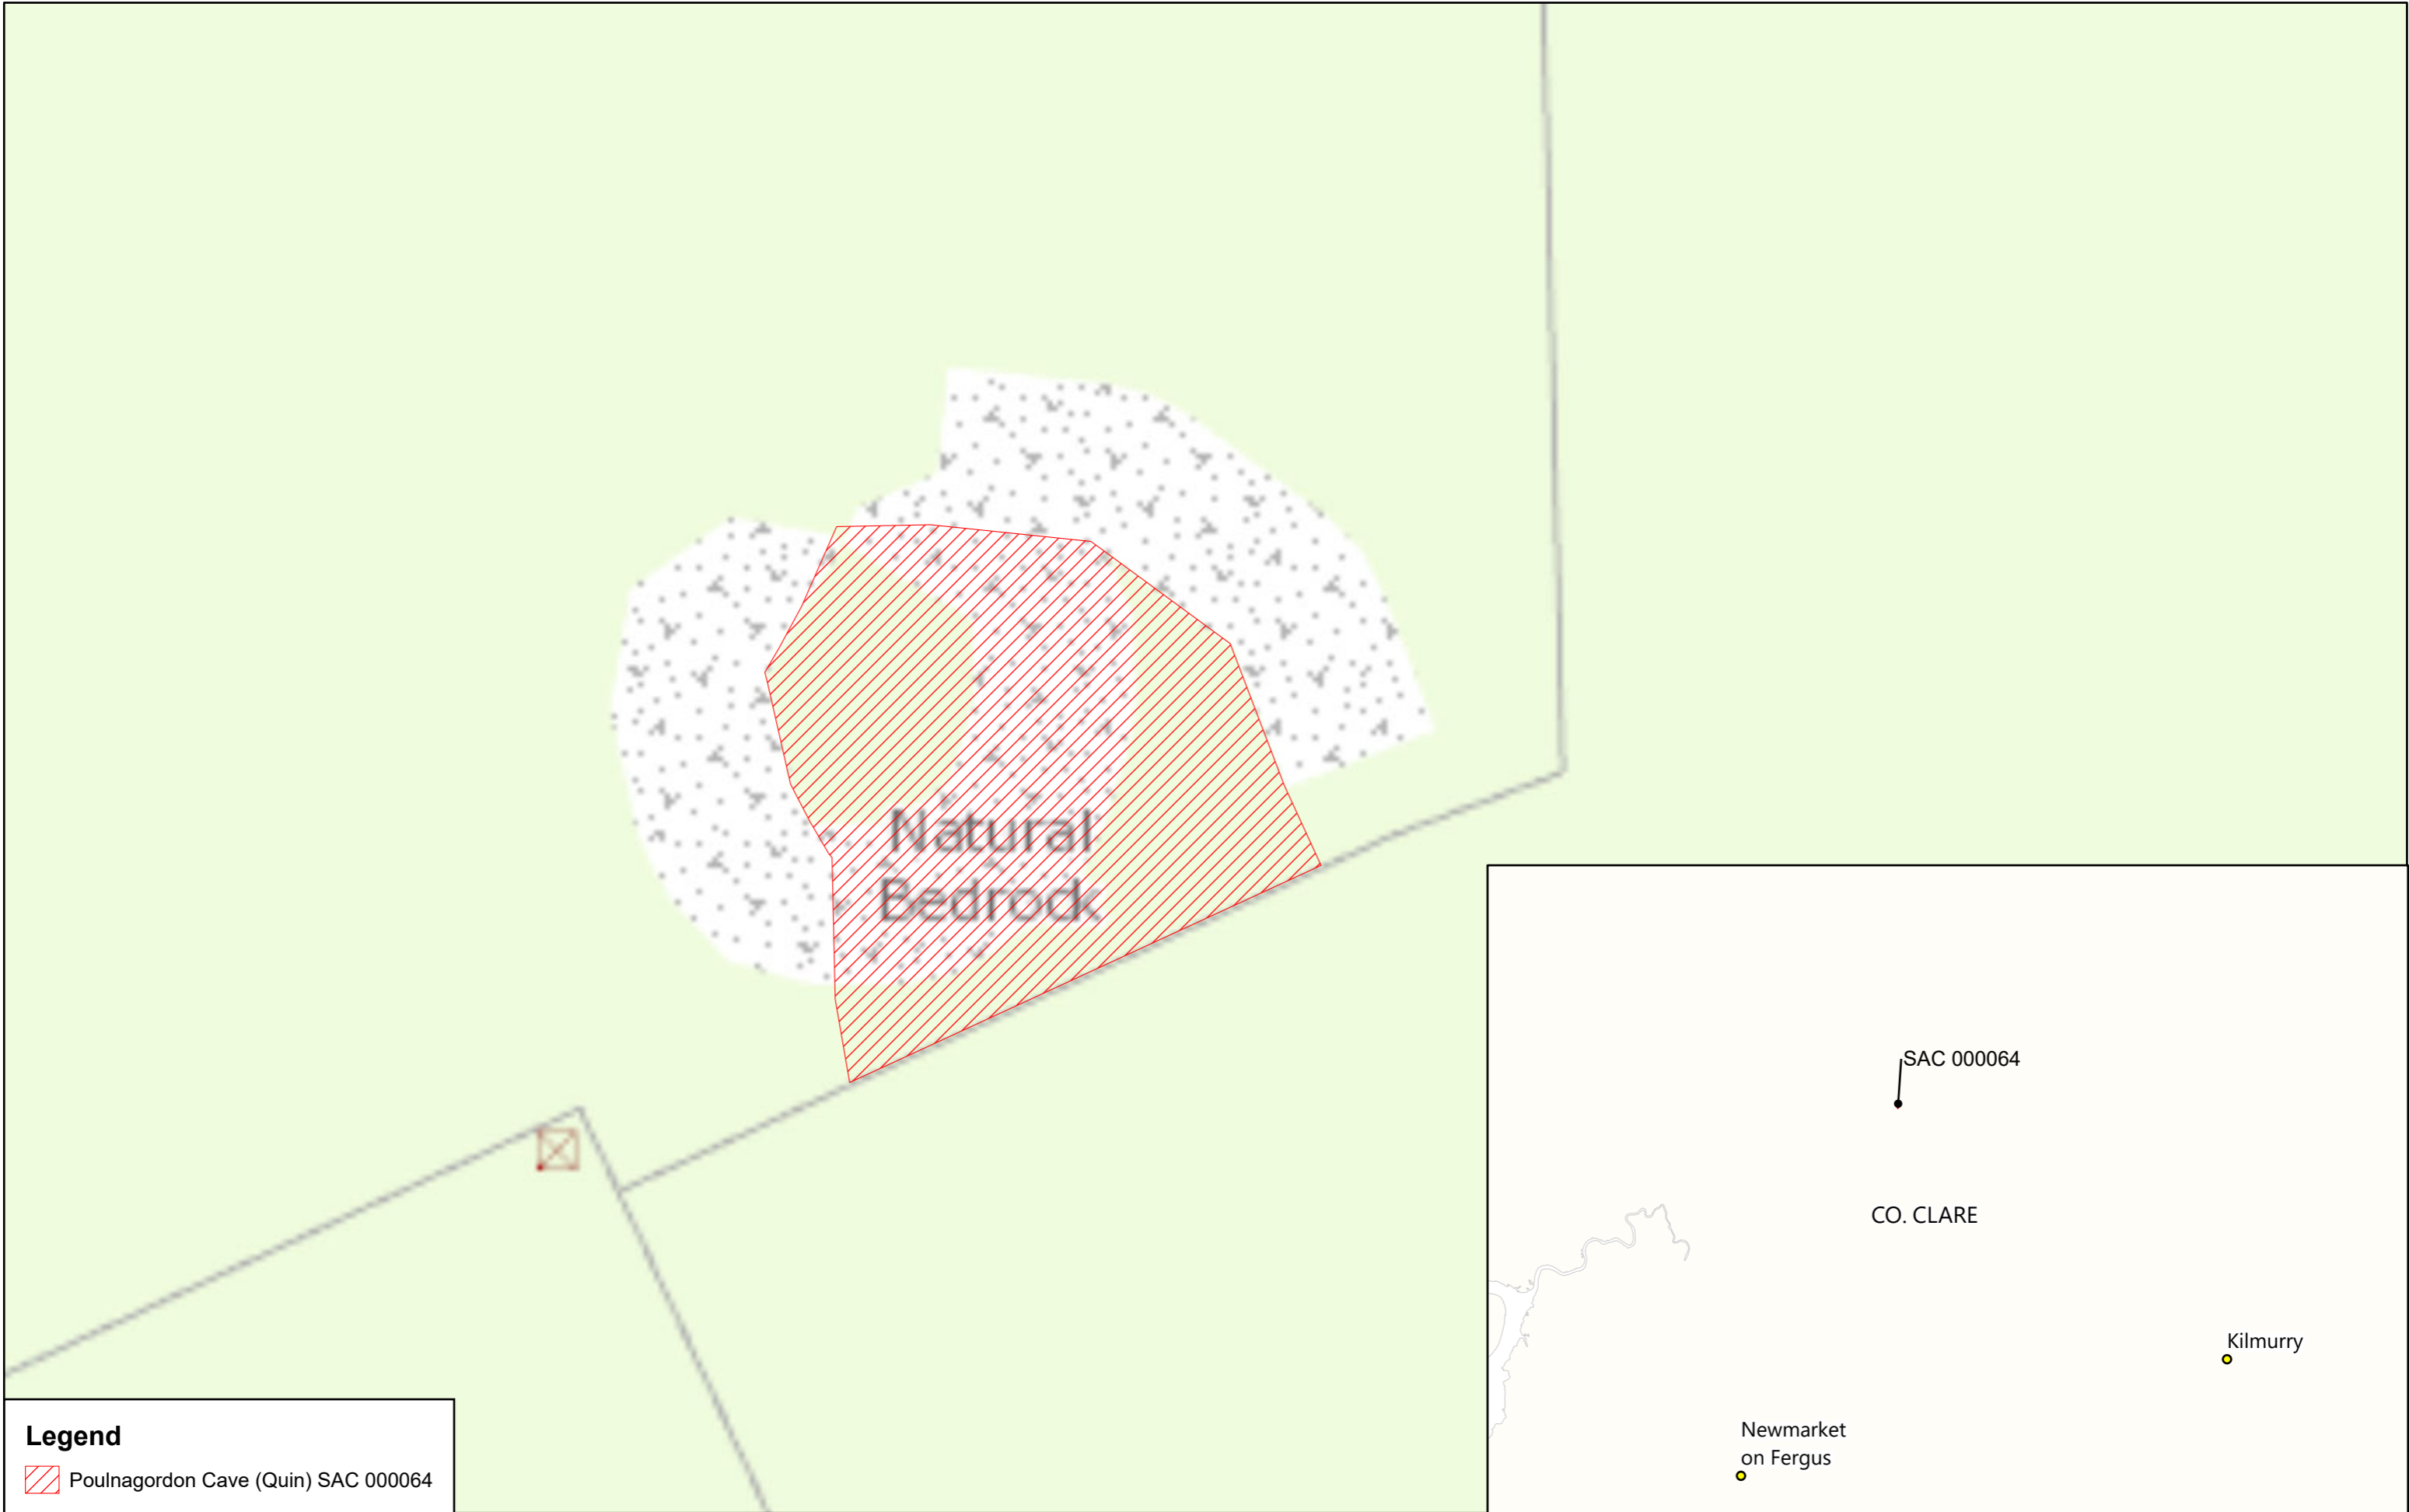 Natural
Bedrock
SAC 000064
CO. CLARE
Kilmurry
Newmarket
on Fergus
Legend
Poulnagordon Cave (Quin) SAC 000064